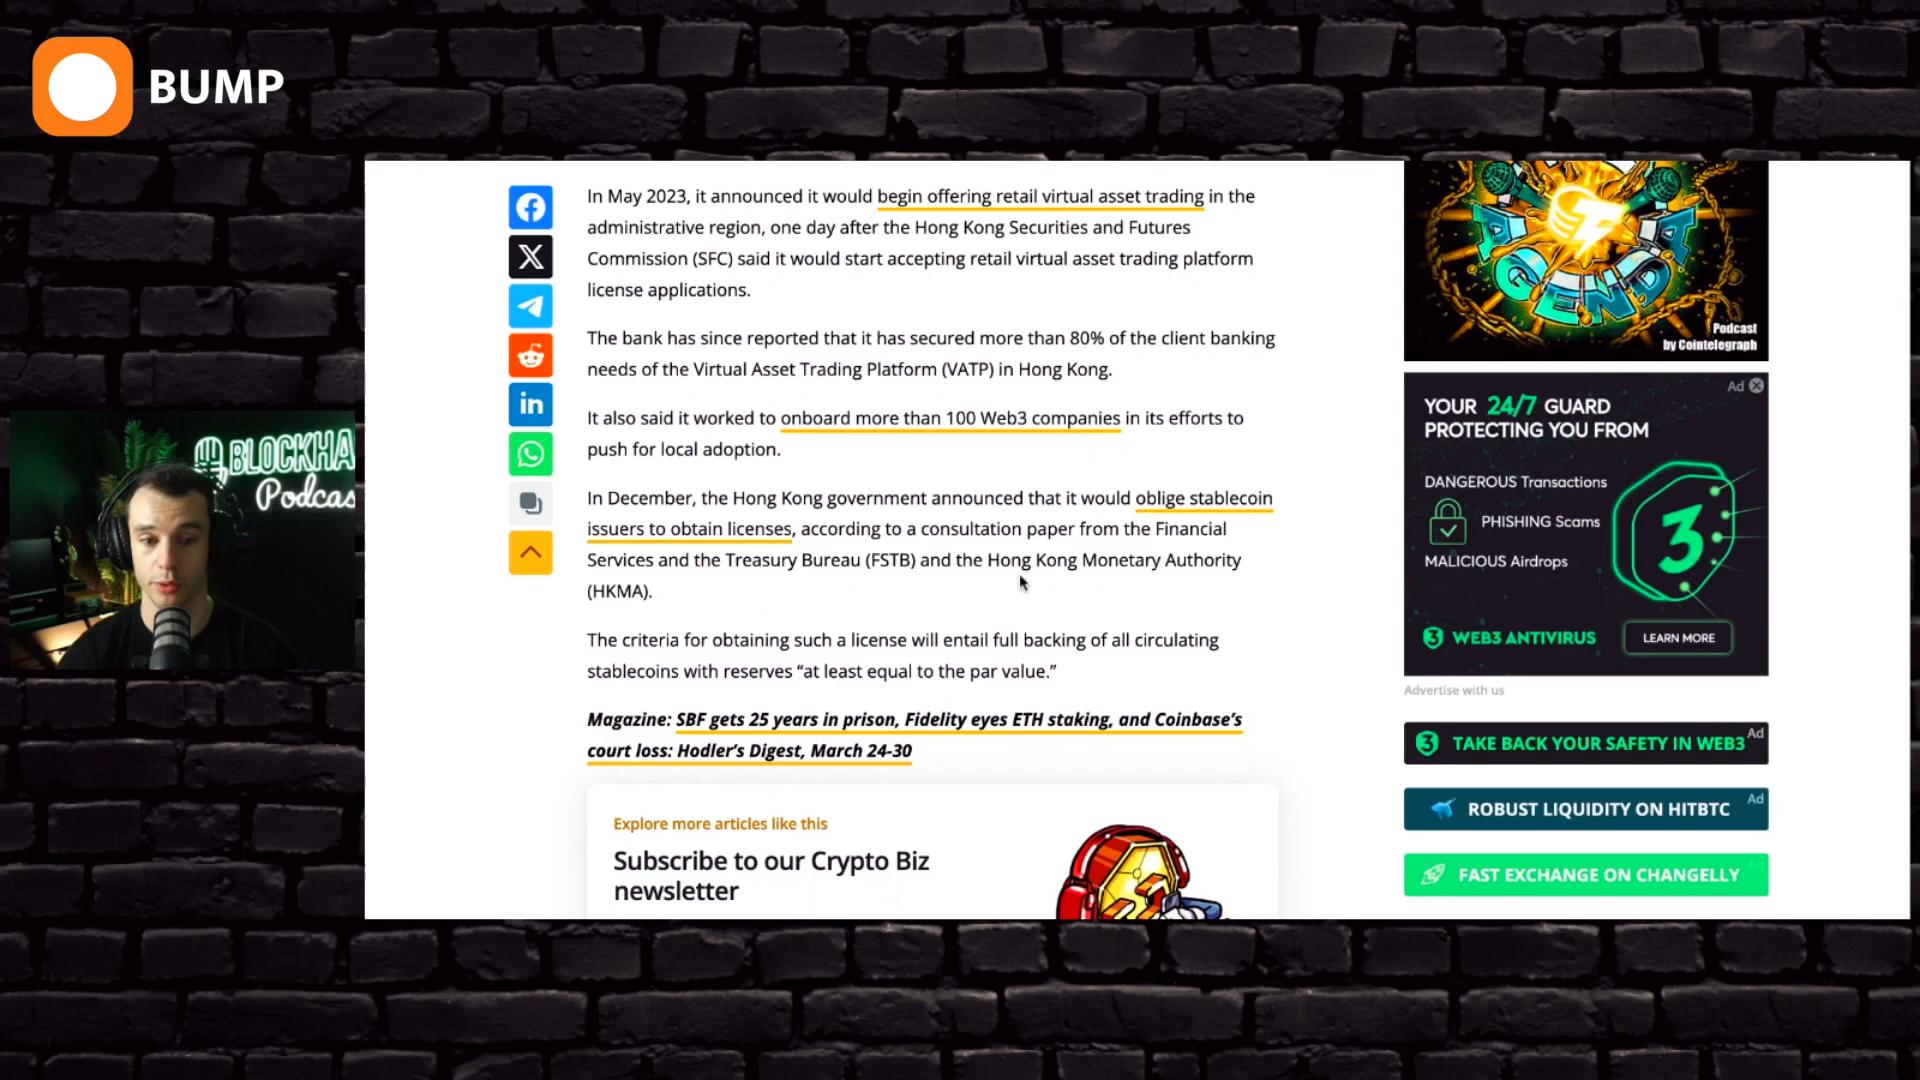 BUMP
In May 2023, it announced it would begin offering retail virtual asset trading in the
administrative region, one day after the Hong Kong Securities and Futures
Commission (SFC) said it would start accepting retail virtual asset trading platform
license applications.
The bank has since reported that it has secured more than 80% of the client banking
needs of the Virtual Asset Trading Platform (VATP) in Hong Kong.
It also said it worked to onboard more than 100 Web3 companies in its efforts to
push for local adoption.
In December, the Hong Kong government announced that it would oblige stablecoin
issuers to obtain licenses, according to a consultation paper from the Financial
Services and the Treasury Bureau (FSTB) and the Hong Kong Monetary Authority
(HKMA).
The criteria for obtaining such a license will entail full backing of all circulating
stablecoins with reserves “at least equal to the par value.”
Magazine: SBF gets 25 years in prison, Fidelity eyes ETH staking, and Coinbase’s
court loss: Hodler’s Digest, March 24-30
Explore more articles like this
Subscribe to our Crypto Biz
newsletter
in
BLOCKHA
Podcas
AGENDA
Podcast
by Cointelegraph
Ad
YOUR 24/7 GUARD
PROTECTING YOU FROM
DANGEROUS Transactions
PHISHING Scams
MALICIOUS Airdrops
3
3 WEB3 ANTIVIRUS
LEARN MORE
Advertise with us
3 TAKE BACK YOUR SAFETY IN WEB3 Ad
ROBUST LIQUIDITY ON HITBTC Ad
FAST EXCHANGE ON CHANGELLY Ad